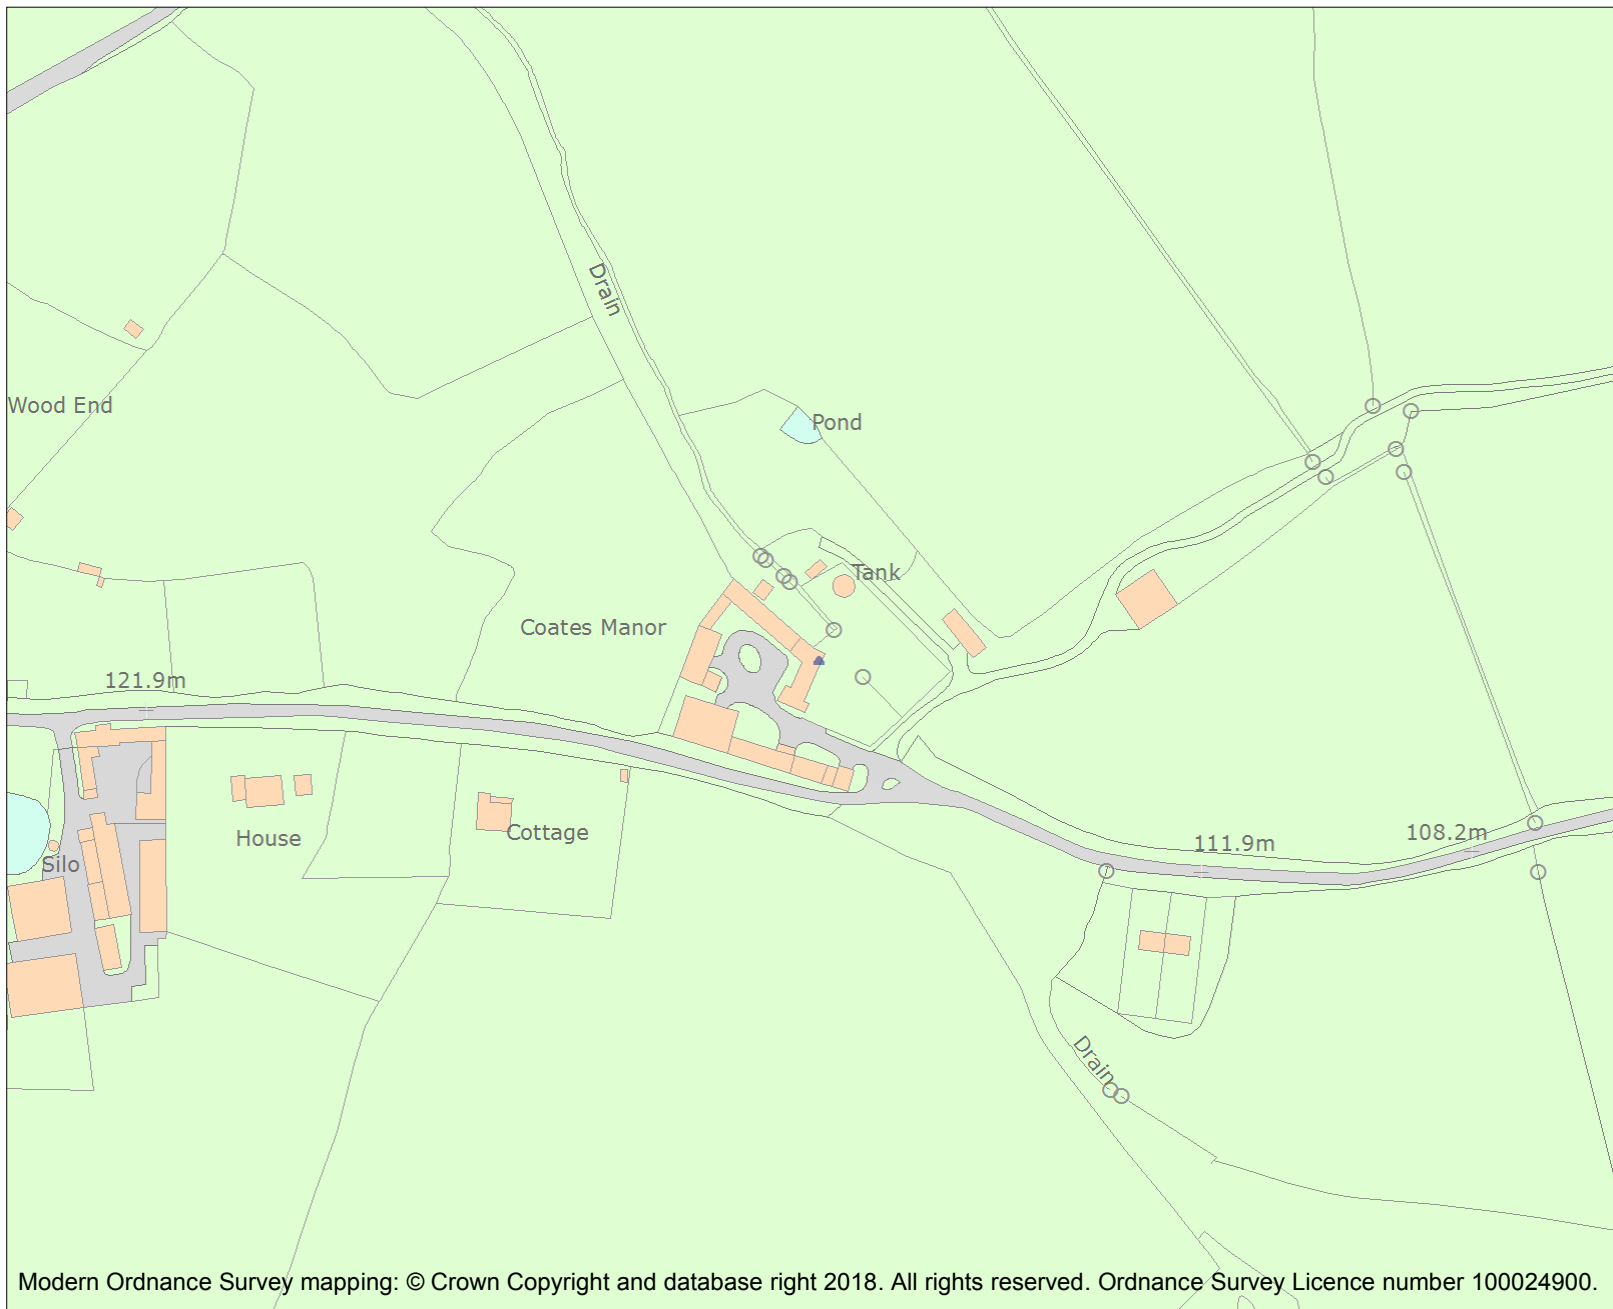 Drain
Wood End
Pond
Tank
Coates Manor
121.9m
House
Cottage
Silo
111.9m
108.2m
Drain
Modern Ordnance Survey mapping: © Crown Copyright and database right 2018. All rights reserved. Ordnance Survey Licence number 100024900.